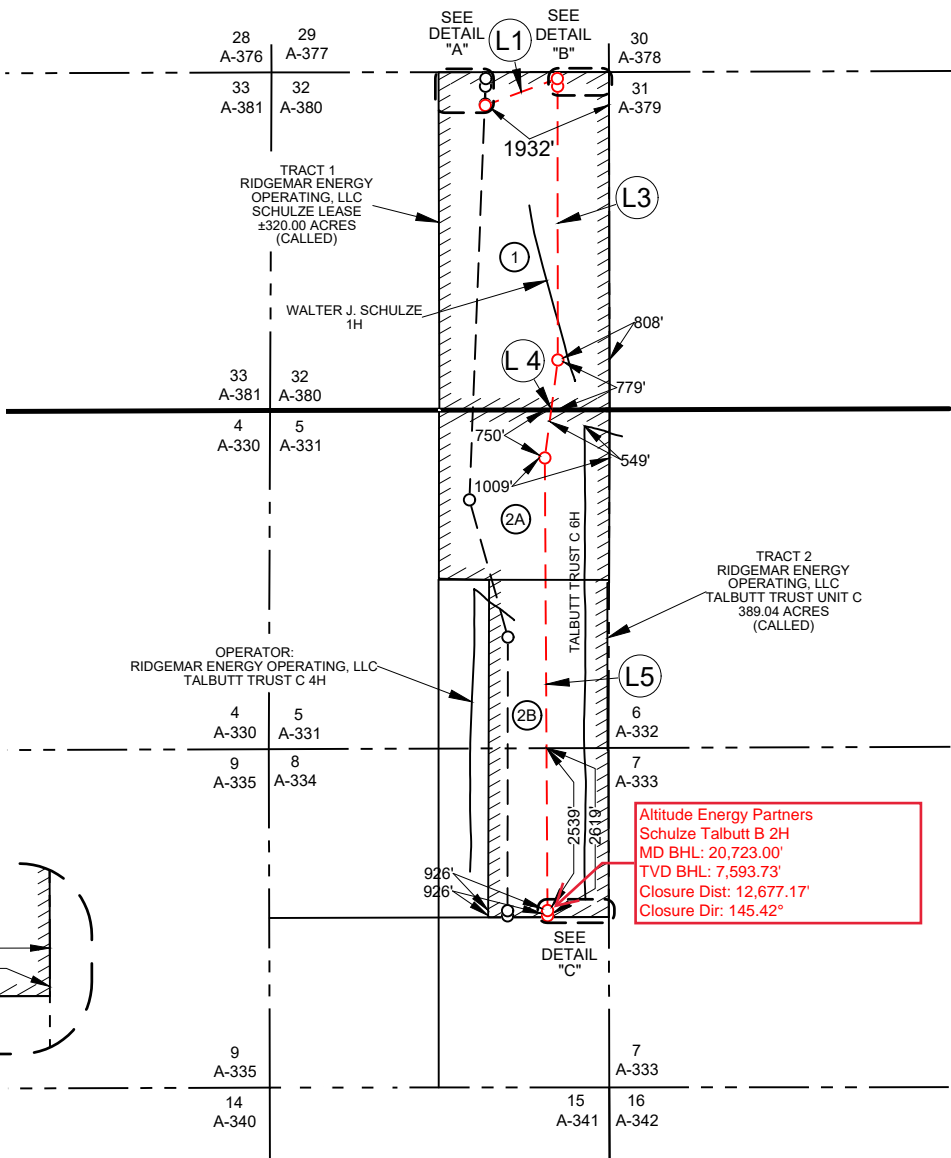 SEE
DETAIL
"A"
L1
SEE
DETAIL
"B"
28
A-376
29
A-377
30
A-378
33
A-381
32
A-380
31
A-379
1932'
TRACT 1
RIDGEMAR ENERGY
OPERATING, LLC
SCHULZE LEASE
±320.00 ACRES
(CALLED)
L3
1
WALTER J. SCHULZE
1H
808'
L 4
779'
33
A-381
32
A-380
4
A-330
5
A-331
750'
549'
1009'
2A
TALBUTT TRUST C 6H
TRACT 2
RIDGEMAR ENERGY
OPERATING, LLC
TALBUTT TRUST UNIT C
389.04 ACRES
(CALLED)
OPERATOR:
RIDGEMAR ENERGY OPERATING, LLC
TALBUTT TRUST C 4H
L5
2B
4
A-330
5
A-331
6
A-332
9
A-335
8
A-334
7
A-333
2539'
2619'
Altitude Energy Partners
Schulze Talbutt B 2H
MD BHL: 20,723.00'
TVD BHL: 7,593.73'
Closure Dist: 12,677.17'
Closure Dir: 145.42°
926'
926'
SEE
DETAIL
"C"
9
A-335
7
A-333
14
A-340
15
A-341
16
A-342